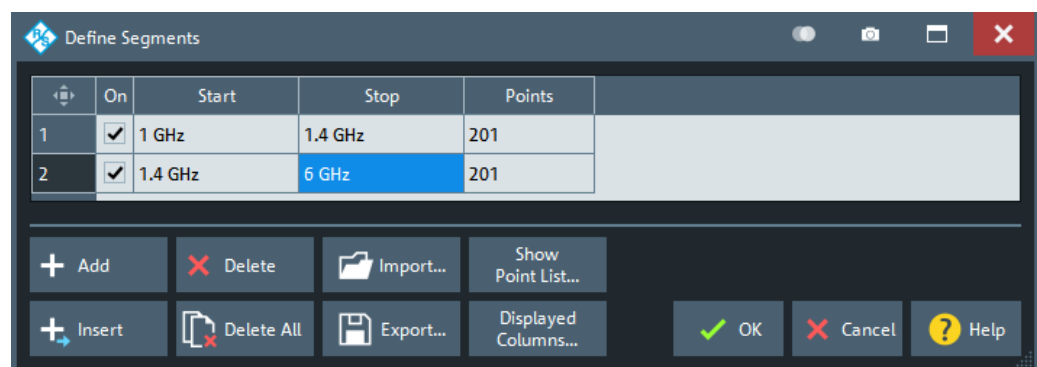 Define Segments
On Start Stop Points
1 1 GHz 1.4 GHz 201
2 1.4 GHz 6 GHz 201
Add Delete Import... Show
Point List...
Insert Delete All Export... Displayed
Columns... OK Cancel ? Help